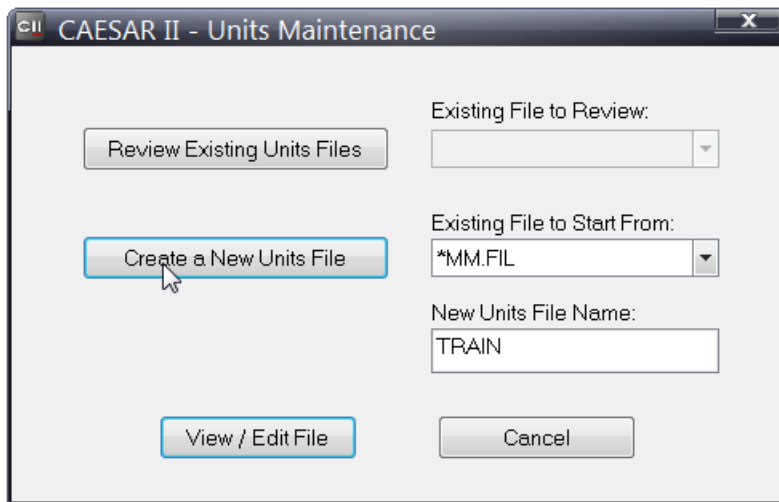 CII CAESAR II - Units Maintenance
x
Existing File to Review:
Review Existing Units Files
Existing File to Start From:
Create a New Units File
*MM.FIL
New Units File Name:
TRAIN
View / Edit File
Cancel